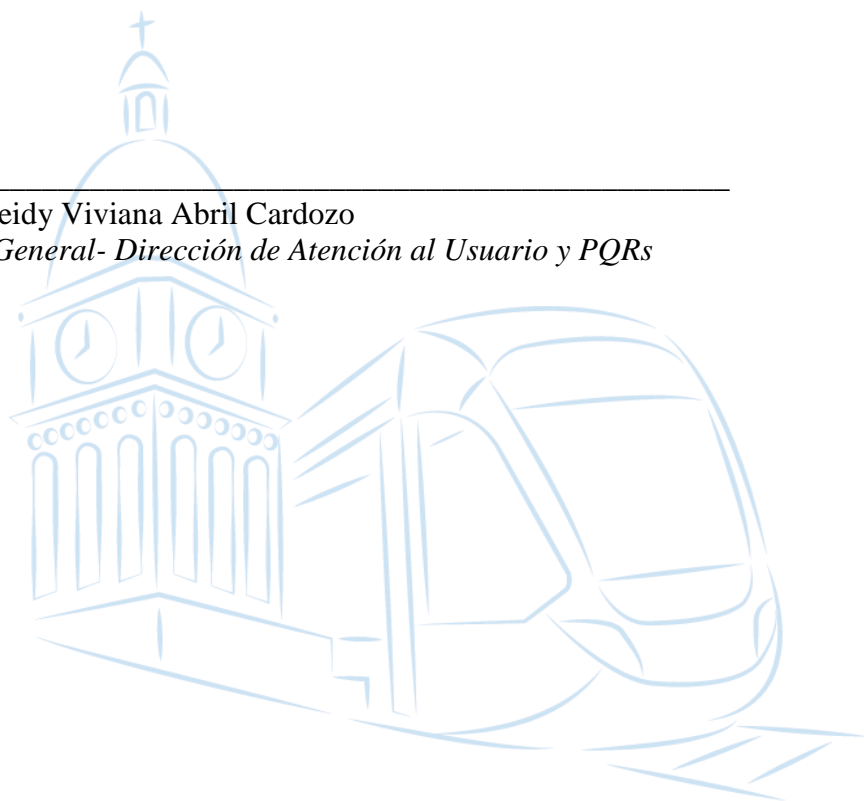 eidy Viviana Abril Cardozo
General- Dirección de Atención al Usuario y PQRs